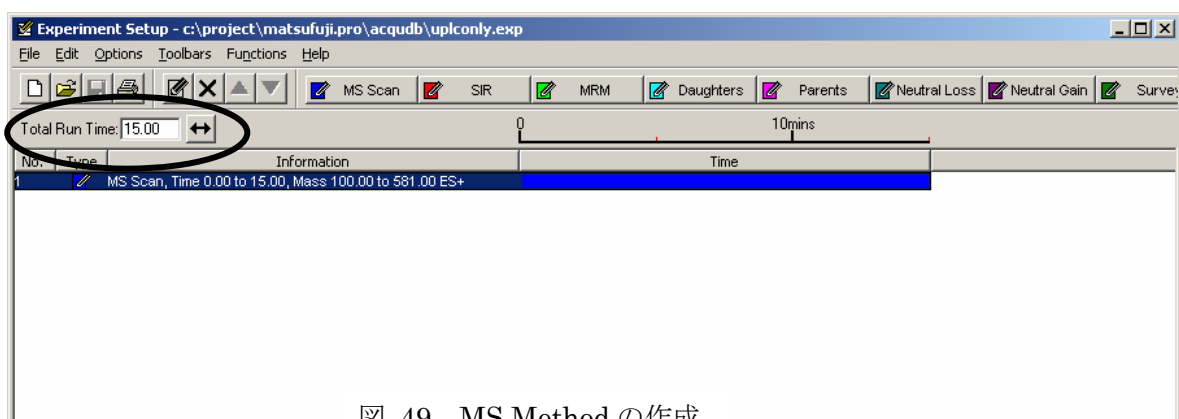 Experiment Setup - c:\project\matsufuji.pro\acqudb\uplconly.exp
File Edit Options Toolbars Functions Help
MS Scan SIR MRM Daughters Parents Neutral Loss Neutral Gain Survey
Total Run Time: 15.00 0 10mins
No. Type Information Time
1 MS Scan, Time 0.00 to 15.00, Mass 100.00 to 581.00 ES+
図 49 MS Method の作成